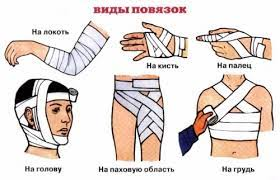 ВИДЫ ПОВЯЗОК
На локоть
На кисть
На палец
На голову
На паховую область
На грудь